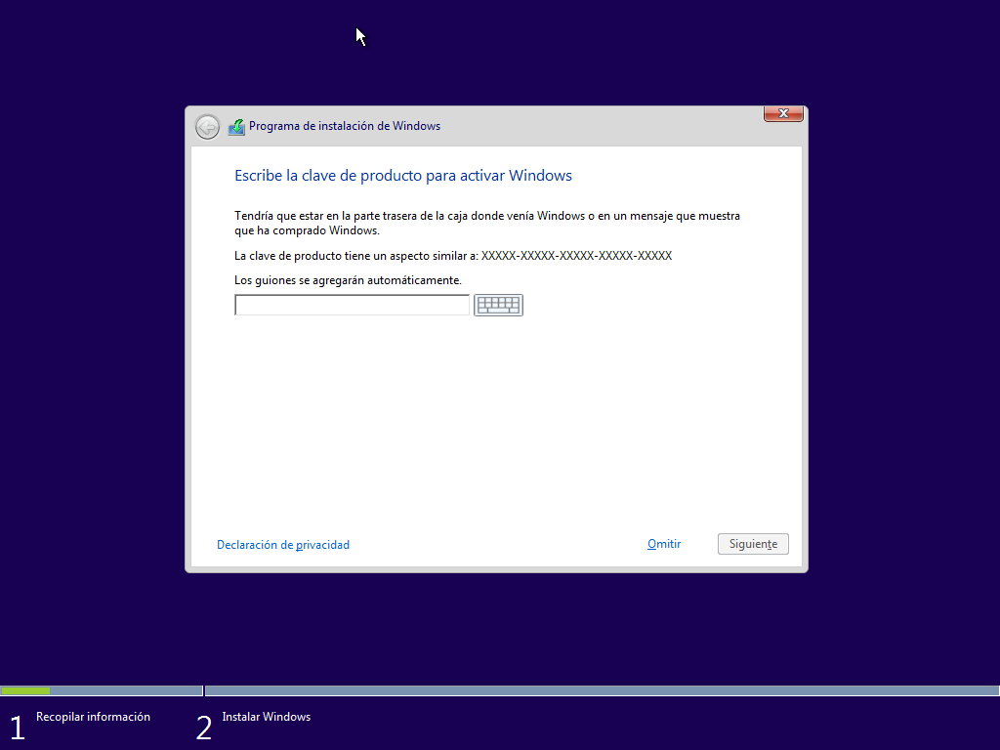 Programa de instalación de Windows
Escribe la clave de producto para activar Windows
Tendría que estar en la parte trasera de la caja donde venía Windows o en un mensaje que muestra
que ha comprado Windows.
La clave de producto tiene un aspecto similar a: XXXXX-XXXXX-XXXXX-XXXXX-XXXXX
Los guiones se agregarán automáticamente.
Declaración de privacidad
Omitir
Siguiente
1 Recopilar información
2 Instalar Windows